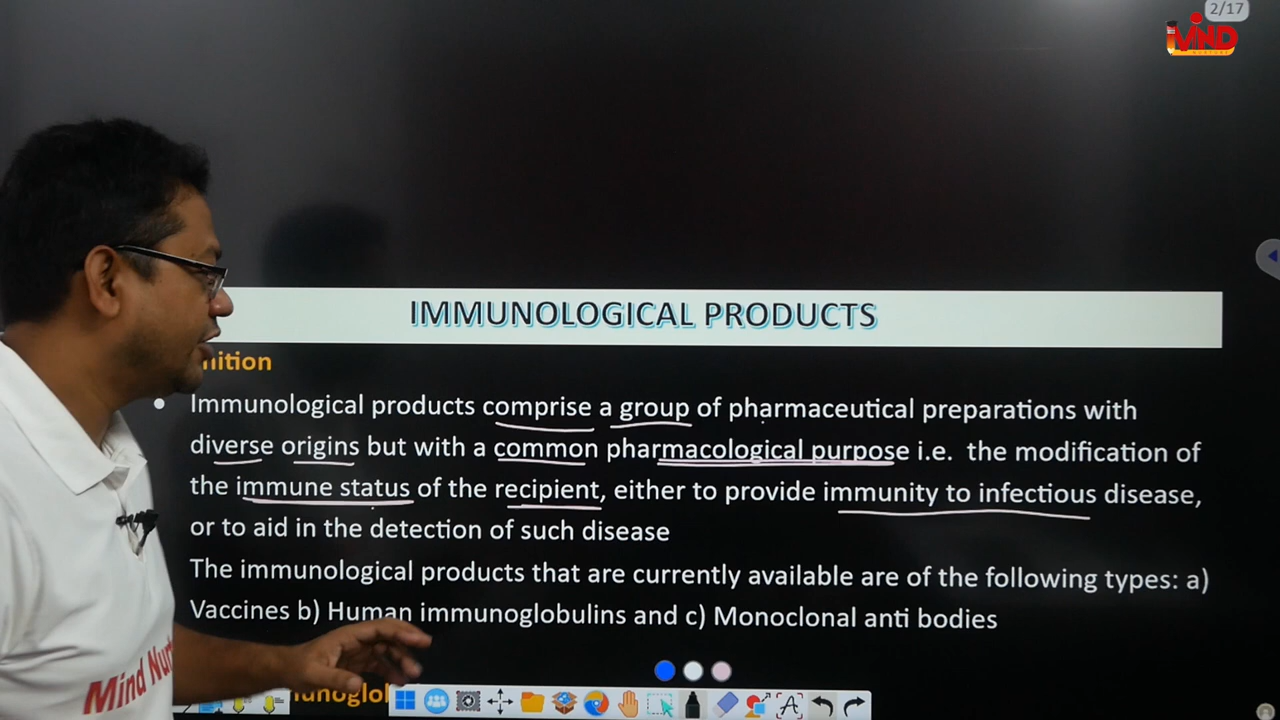 2/17
MIND
IMMUNOLOGICAL PRODUCTS
nition
• Immunological products comprise a group of pharmaceutical preparations with
diverse origins but with a common pharmacological purpose i.e. the modification of
the immune status of the recipient, either to provide immunity to infectious disease,
or to aid in the detection of such disease
The immunological products that are currently available are of the following types: a)
Vaccines b) Human immunoglobulins and c) Monoclonal anti bodies
Mind Nurt
unoglol